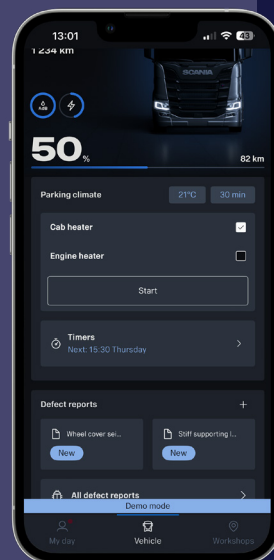 13:01
43
1 234 km
SCANIA
ADB
50%
82 km
Parking climate
21°C
30 min
Cab heater
Engine heater
Start
Timers
Next: 15:30 Thursday
Defect reports
+
Wheel cover sei...
Stiff supporting l...
New
New
All defect reports
Demo mode
My day
Vehicle
Workshops